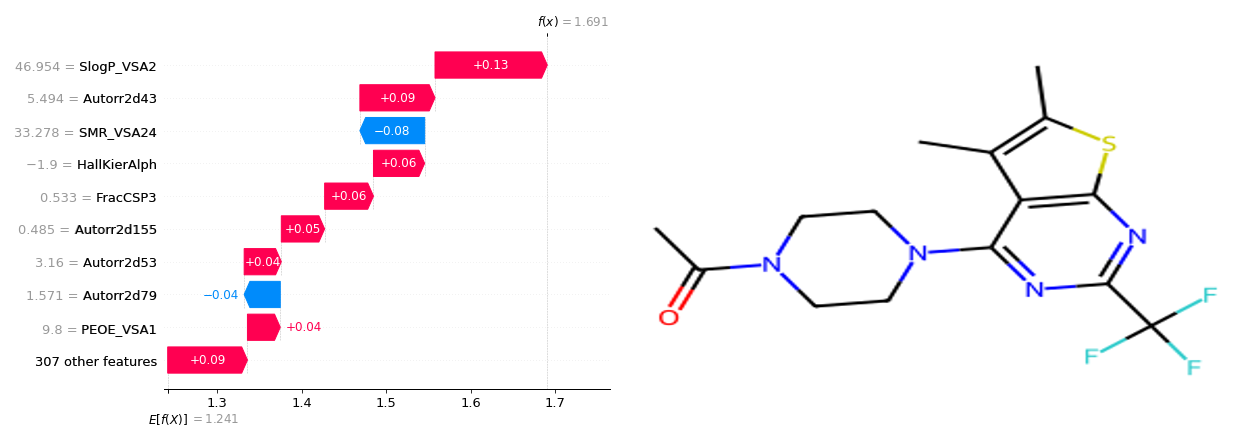 f(x) = 1.691
46.954 = SlogP_VSA2
+0.13
5.494 = Autorr2d43
+0.09
33.278 = SMR_VSA24
−0.08
−1.9 = HallKierAlph
+0.06
0.533 = FracCSP3
+0.06
0.485 = Autorr2d155
+0.05
3.16 = Autorr2d53
+0.04
1.571 = Autorr2d79
−0.04
9.8 = PEOE_VSA1
+0.04
307 other features
+0.09
1.3 1.4 1.5 1.6 1.7
E[f(X)] = 1.241
S
N
N
N
N
O
F
F
F